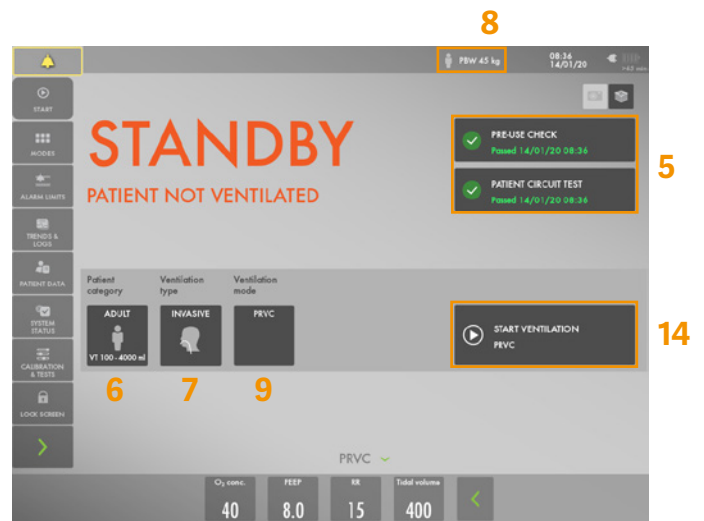 8
PBW 45 kg
08:36
14/01/20
>85 min
START
MODES
ALARM LIMITS
TRENDS &
LOGS
PATIENT DATA
SYSTEM
STATUS
CALIBRATION
& TESTS
LOCK SCREEN
STANDBY
PATIENT NOT VENTILATED
PRE-USE CHECK
Passed 14/01/20 08:36
PATIENT CIRCUIT TEST
Passed 14/01/20 08:36
5
Patient
category
Ventilation
type
Ventilation
mode
ADULT
VT 100 - 4000 ml
INVASIVE
PRVC
START VENTILATION
PRVC
14
6
7
9
PRVC
O₂ conc.
40
PEEP
8.0
RR
15
Tidal volume
400